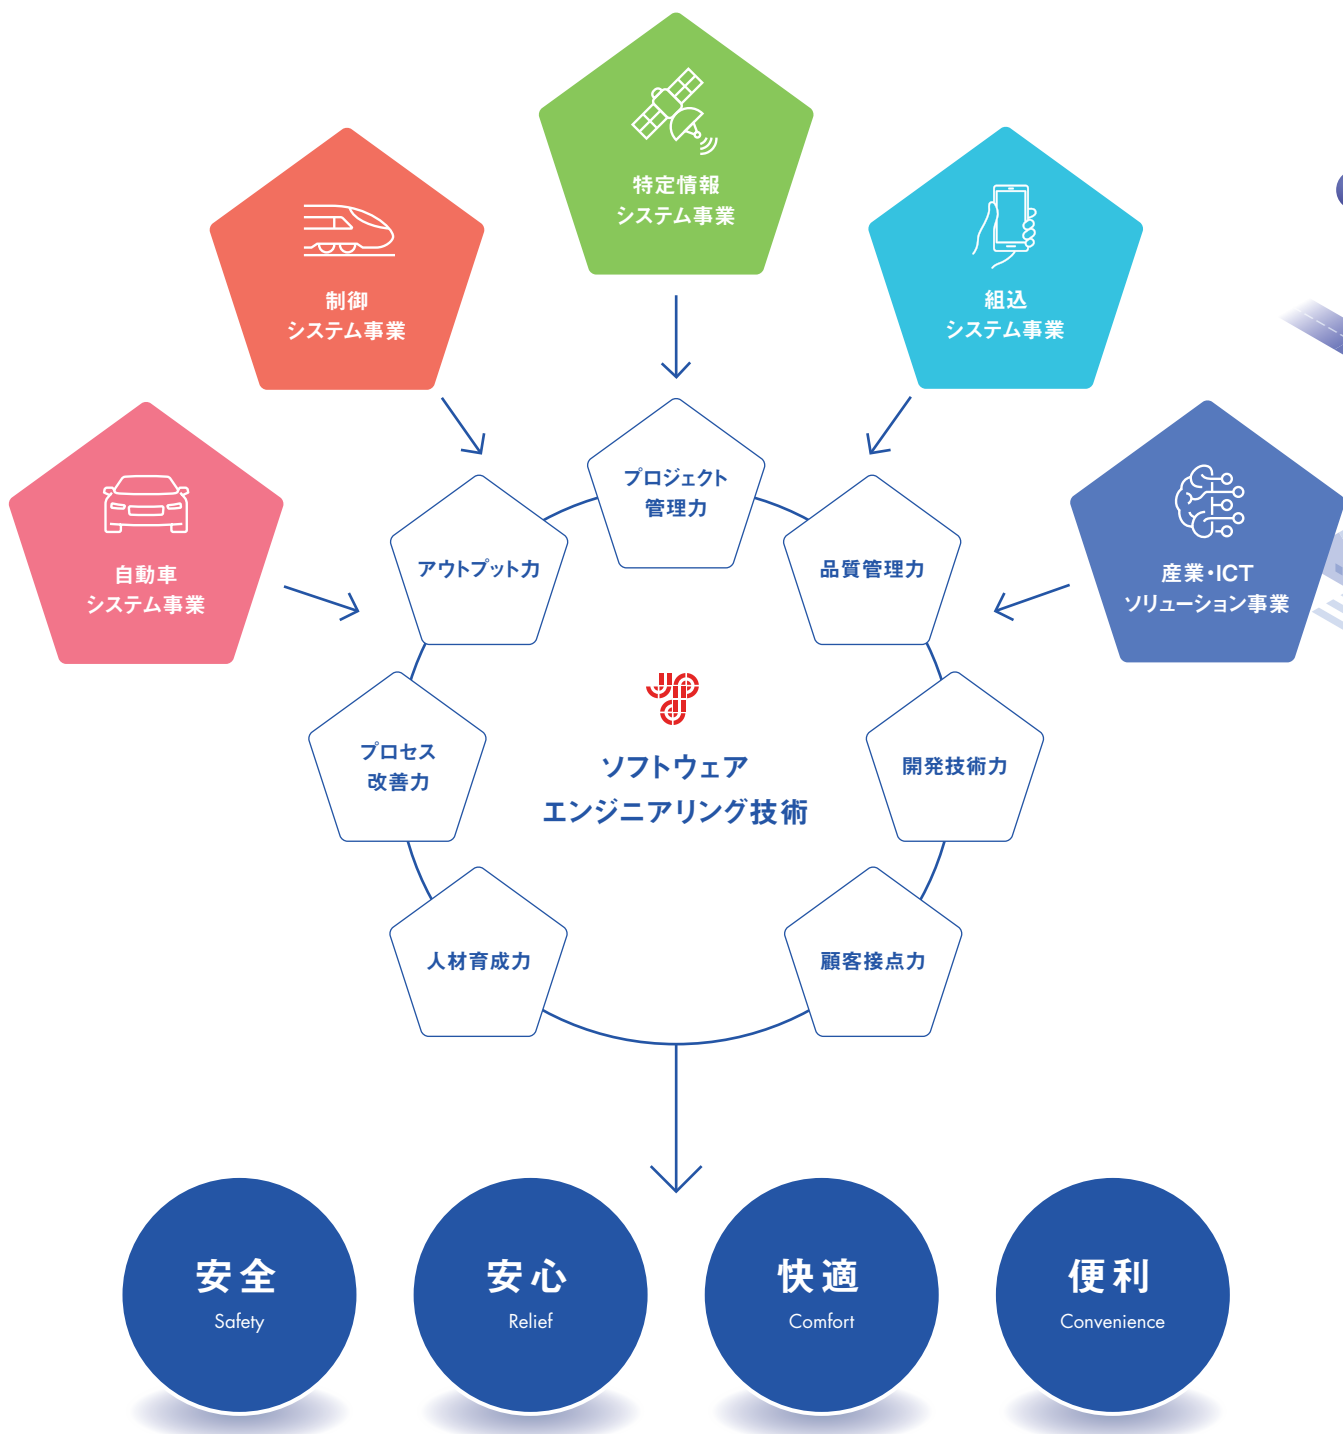 特定情報
システム事業
制御
システム事業
組込
システム事業
自動車
システム事業
産業・ICT
ソリューション事業
プロジェクト
管理力
アウトプット力
品質管理力
プロセス
改善力
開発技術力
人材育成力
顧客接点力
ソフトウェア
エンジニアリング技術
安全
Safety
安心
Relief
快適
Comfort
便利
Convenience